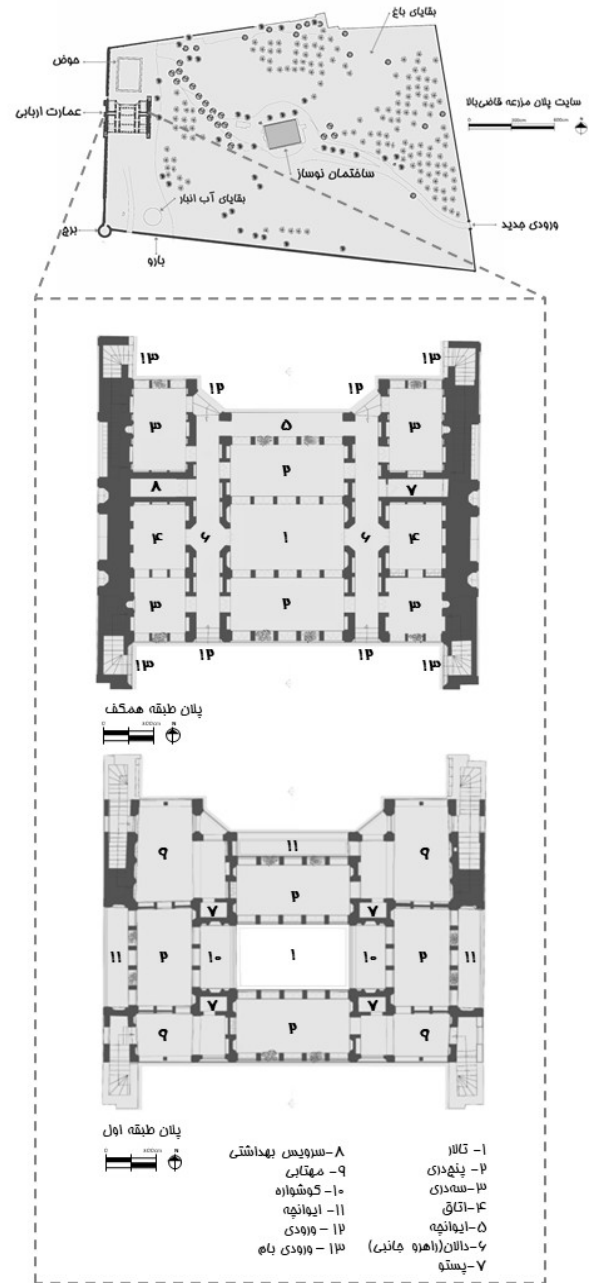 بقایای باغ
حوض
سایت پلان مزرعه قاضی‌بالا
عمارت اربابی
ساختمان نوساز
بقایای آب انبار
ورودی جدید
برج
بارو
۱۳ ۱۳
۱۲ ۱۲
۵
۳ ۳
۲
۸ ۷
۴ ۶ ۱ ۶ ۴
۳ ۲ ۳
۱۳ ۱۲ ۱۲ ۱۳
پلان طبقه همکف
0 600cm N
۱۱
۹ ۹
۲
۷ ۷
۱۱ ۲ ۱۰ ۱ ۱۰ ۲ ۱۱
۷ ۷
۹ ۲ ۹
پلان طبقه اول
0 600cm N
۱- تالار
۲- پنج‌دری
۳-سه‌دری
۴-اتاق
۵-ایوانچه
۶-دالان(راهرو جانبی)
۷-پستو
۸-سرویس بهداشتی
۹- مهتابی
۱۰- گوشواره
۱۱- ایوانچه
۱۲ - ورودی
۱۳ - ورودی بام